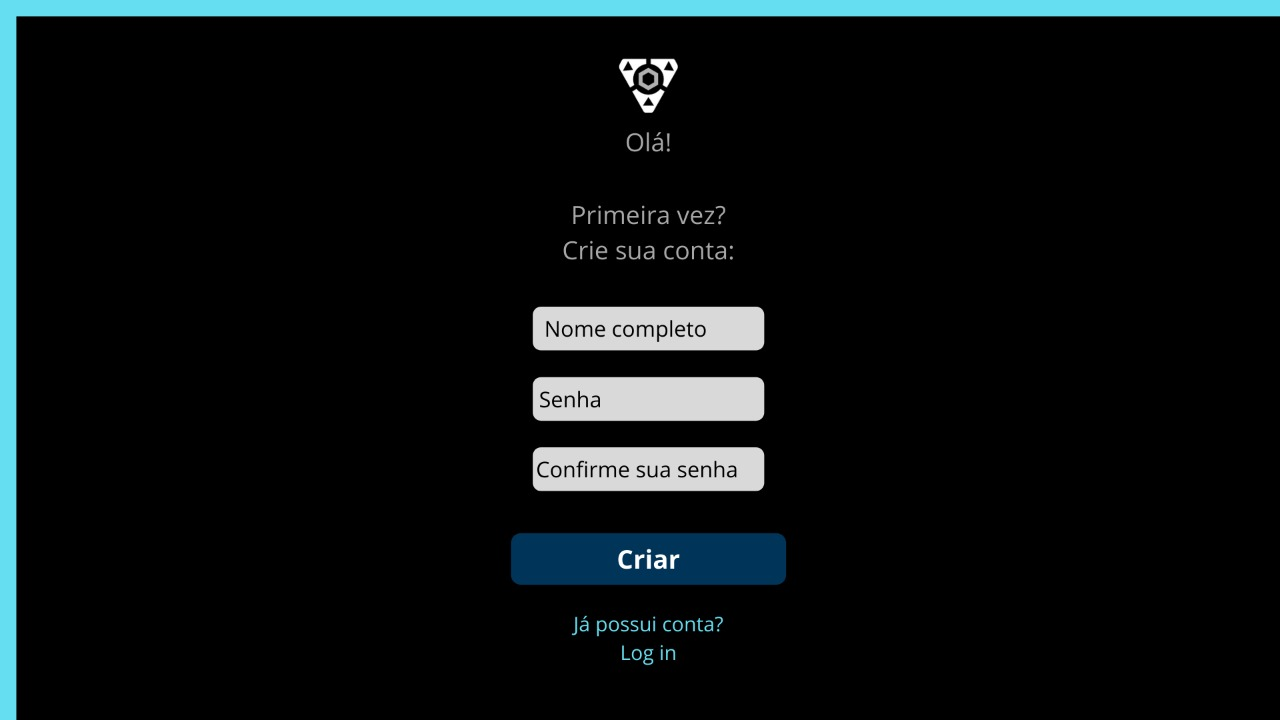 Olá!
Primeira vez?
Crie sua conta:
Nome completo
Senha
Confirme sua senha
Criar
Já possui conta?
Log in